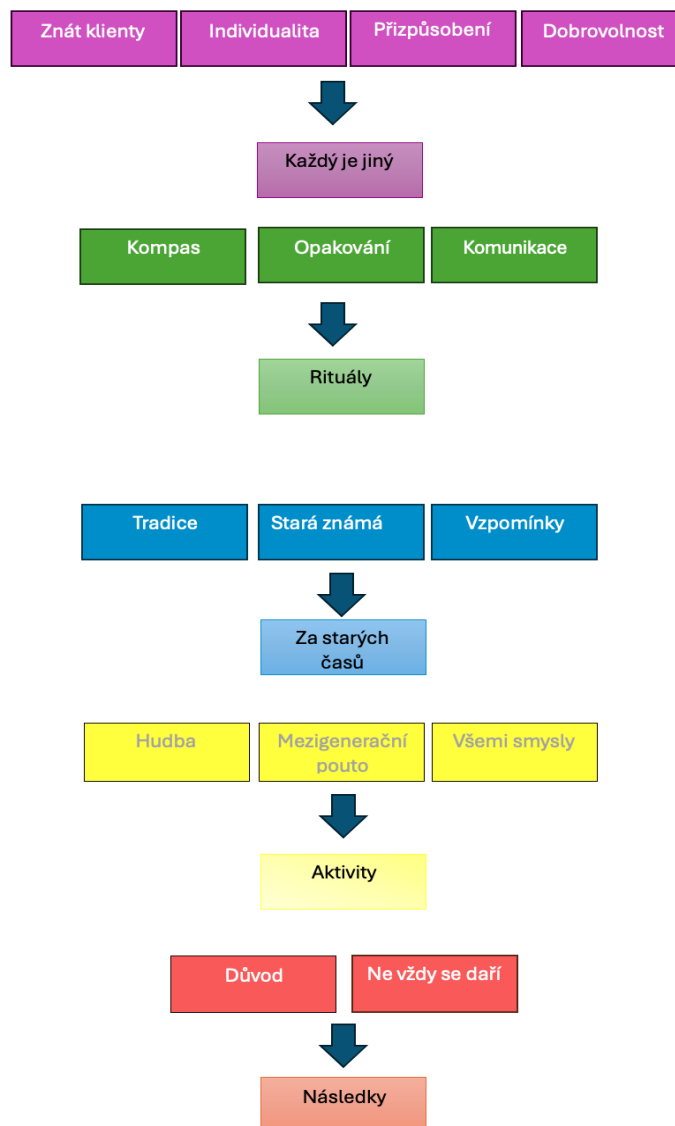 Znát klienty
Individualita
Přizpůsobení
Dobrovolnost
Každý je jiný
Kompas
Opakování
Komunikace
Rituály
Tradice
Stará známá
Vzpomínky
Za starých
časů
Hudba
Mezigenerační
pouto
Všemi smysly
Aktivity
Důvod
Ne vždy se daří
Následky